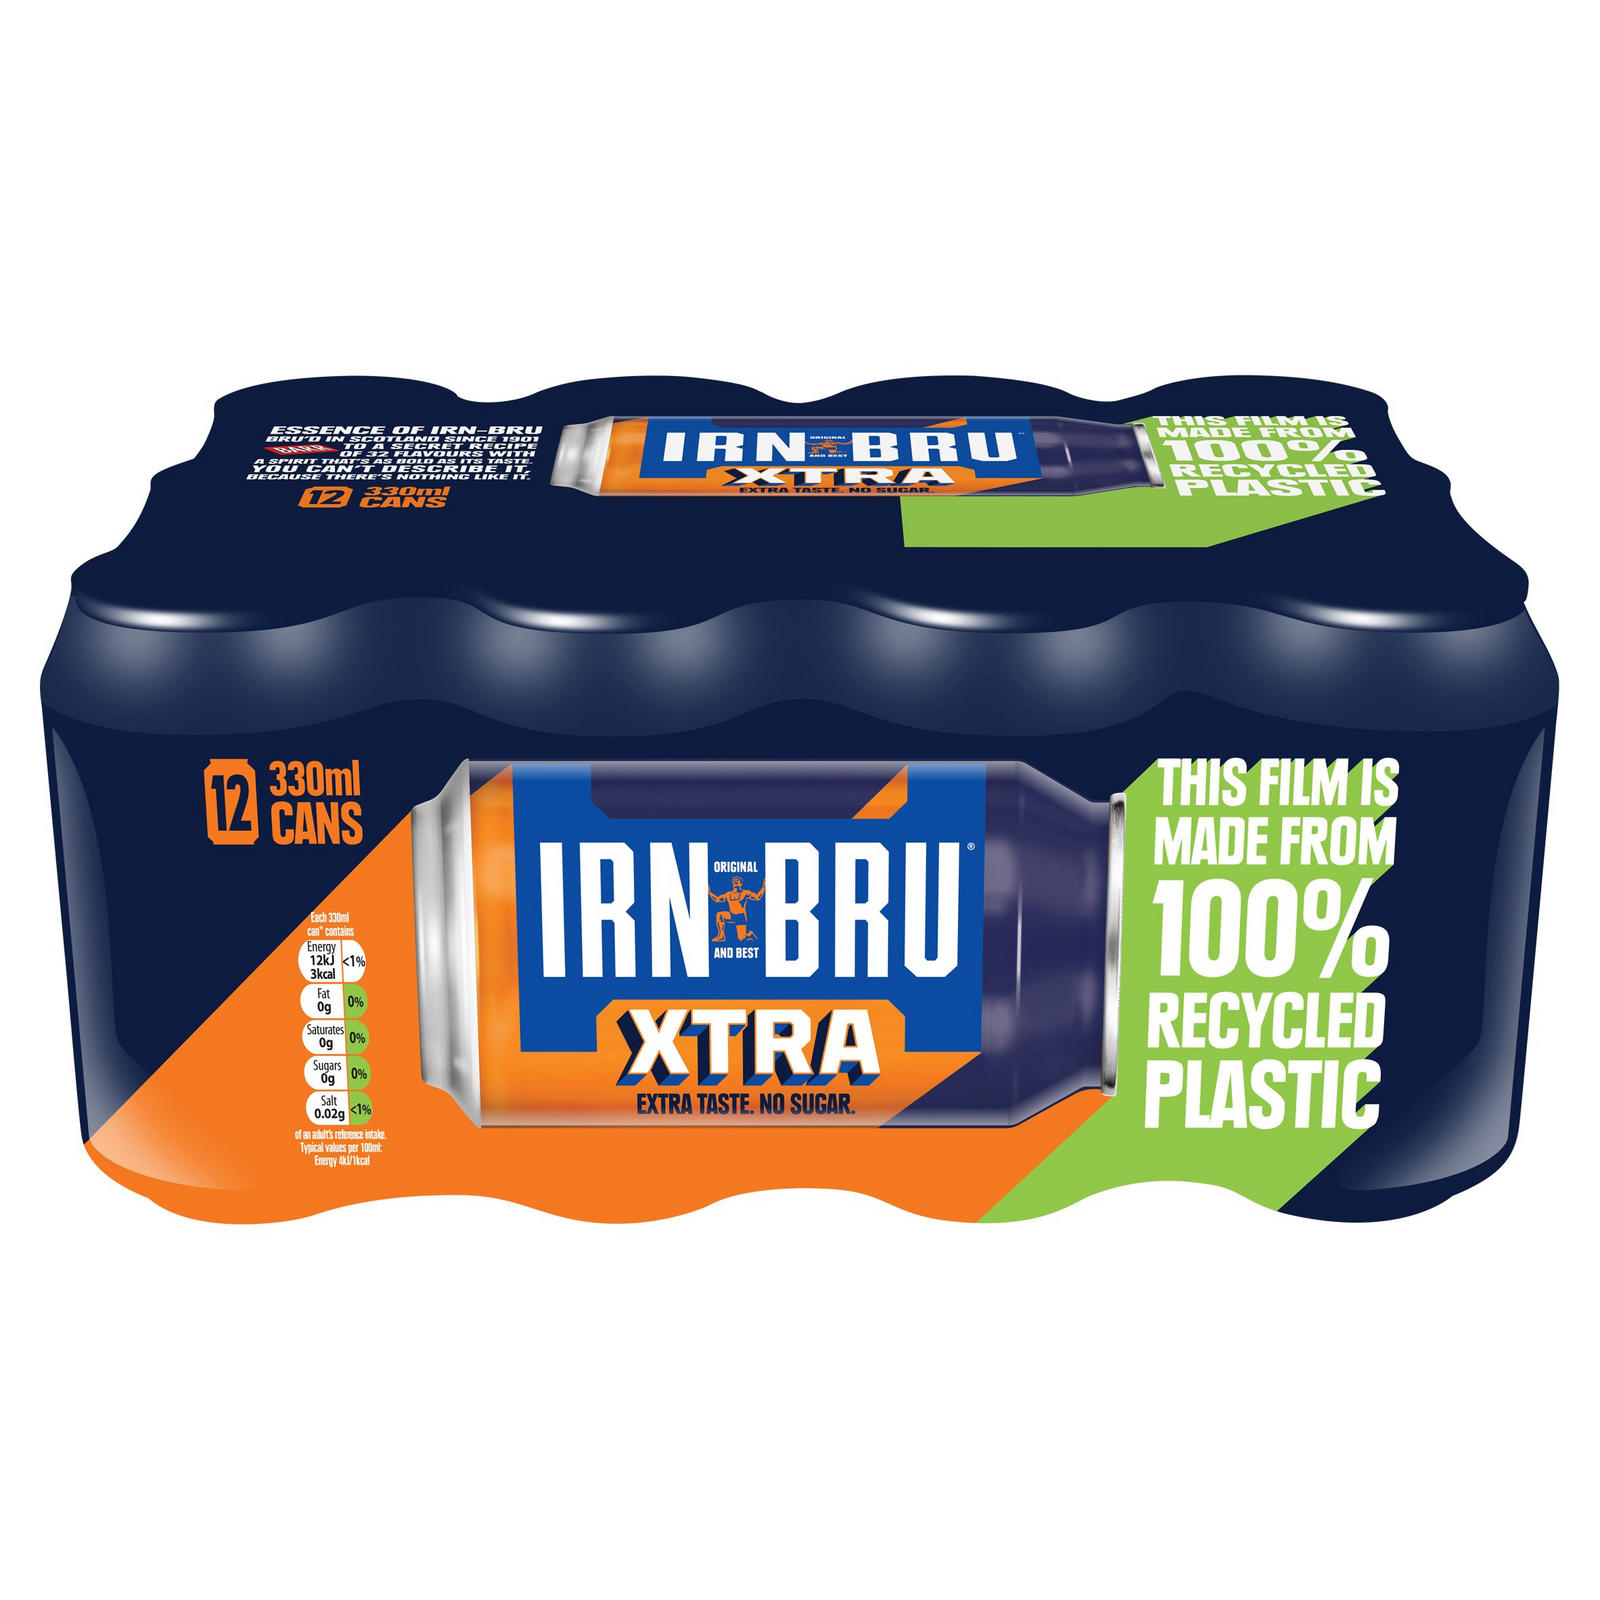 ESSENCE OF IRN-BRU
BRU'D IN SCOTLAND SINCE 1901
BARR TO A SECRET RECIPE
OF 32 FLAVOURS WITH
A SPIRIT THAT'S AS BOLD AS ITS TASTE.
YOU CAN'T DESCRIBE IT,
BECAUSE THERE'S NOTHING LIKE IT.
12 330ml
CANS
IRN-BRU
ORIGINAL
AND BEST
XTRA
EXTRA TASTE. NO SUGAR.
THIS FILM IS
MADE FROM
100%
RECYCLED
PLASTIC
12 330ml
CANS
Each 330ml
can* contains
Energy
12kJ
3kcal
<1%
Fat
0g
0%
Saturates
0g
0%
Sugars
0g
0%
Salt
0.02g
<1%
of an adult's reference intake.
Typical values per 100ml:
Energy 4kJ/1kcal
IRN BRU®
ORIGINAL
AND BEST
XTRA
EXTRA TASTE. NO SUGAR.
THIS FILM IS
MADE FROM
100%
RECYCLED
PLASTIC